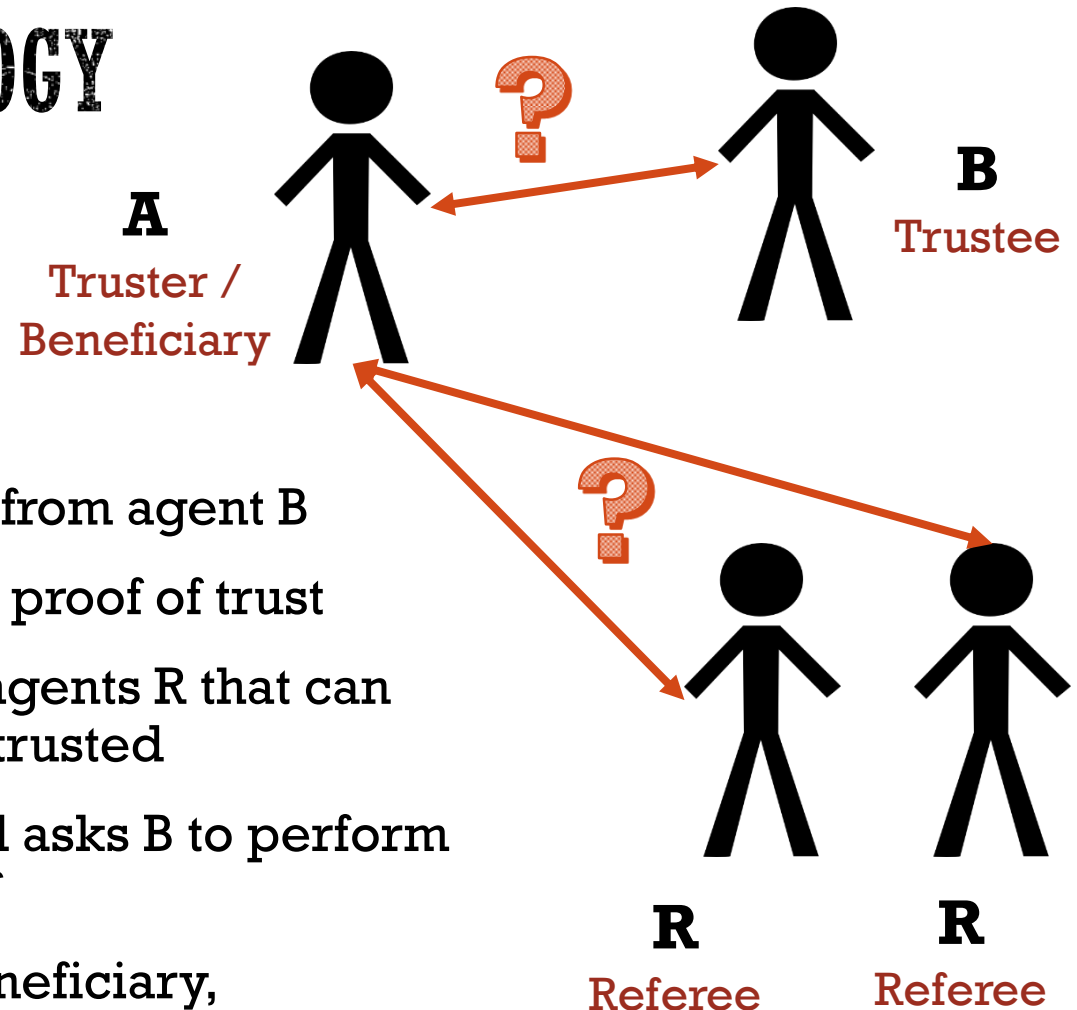 OGY
?
A
Truster /
Beneficiary
B
Trustee
from agent B
proof of trust
agents R that can
trusted
asks B to perform
neficiary,
?
R
Referee
R
Referee